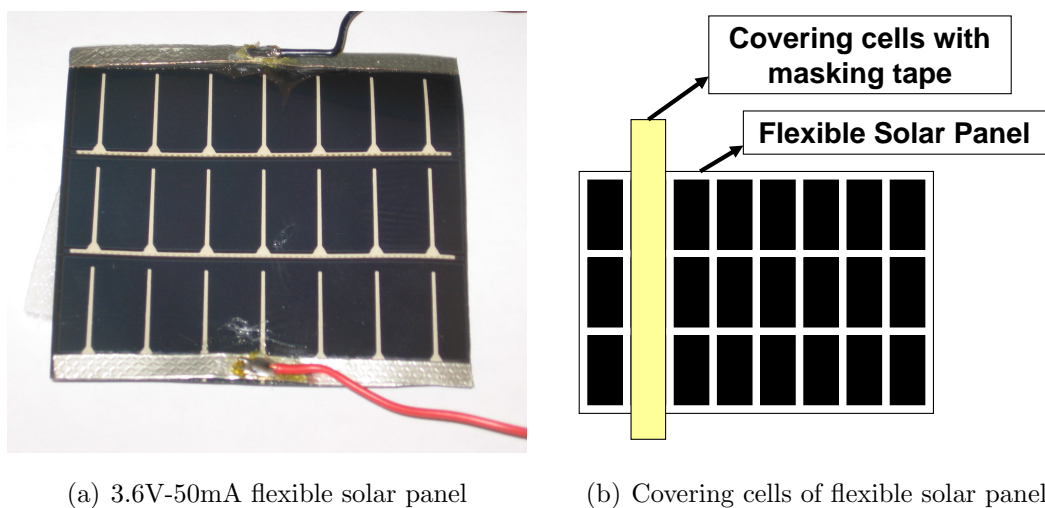 Covering cells with
masking tape
Flexible Solar Panel
(a) 3.6V-50mA flexible solar panel
(b) Covering cells of flexible solar panel